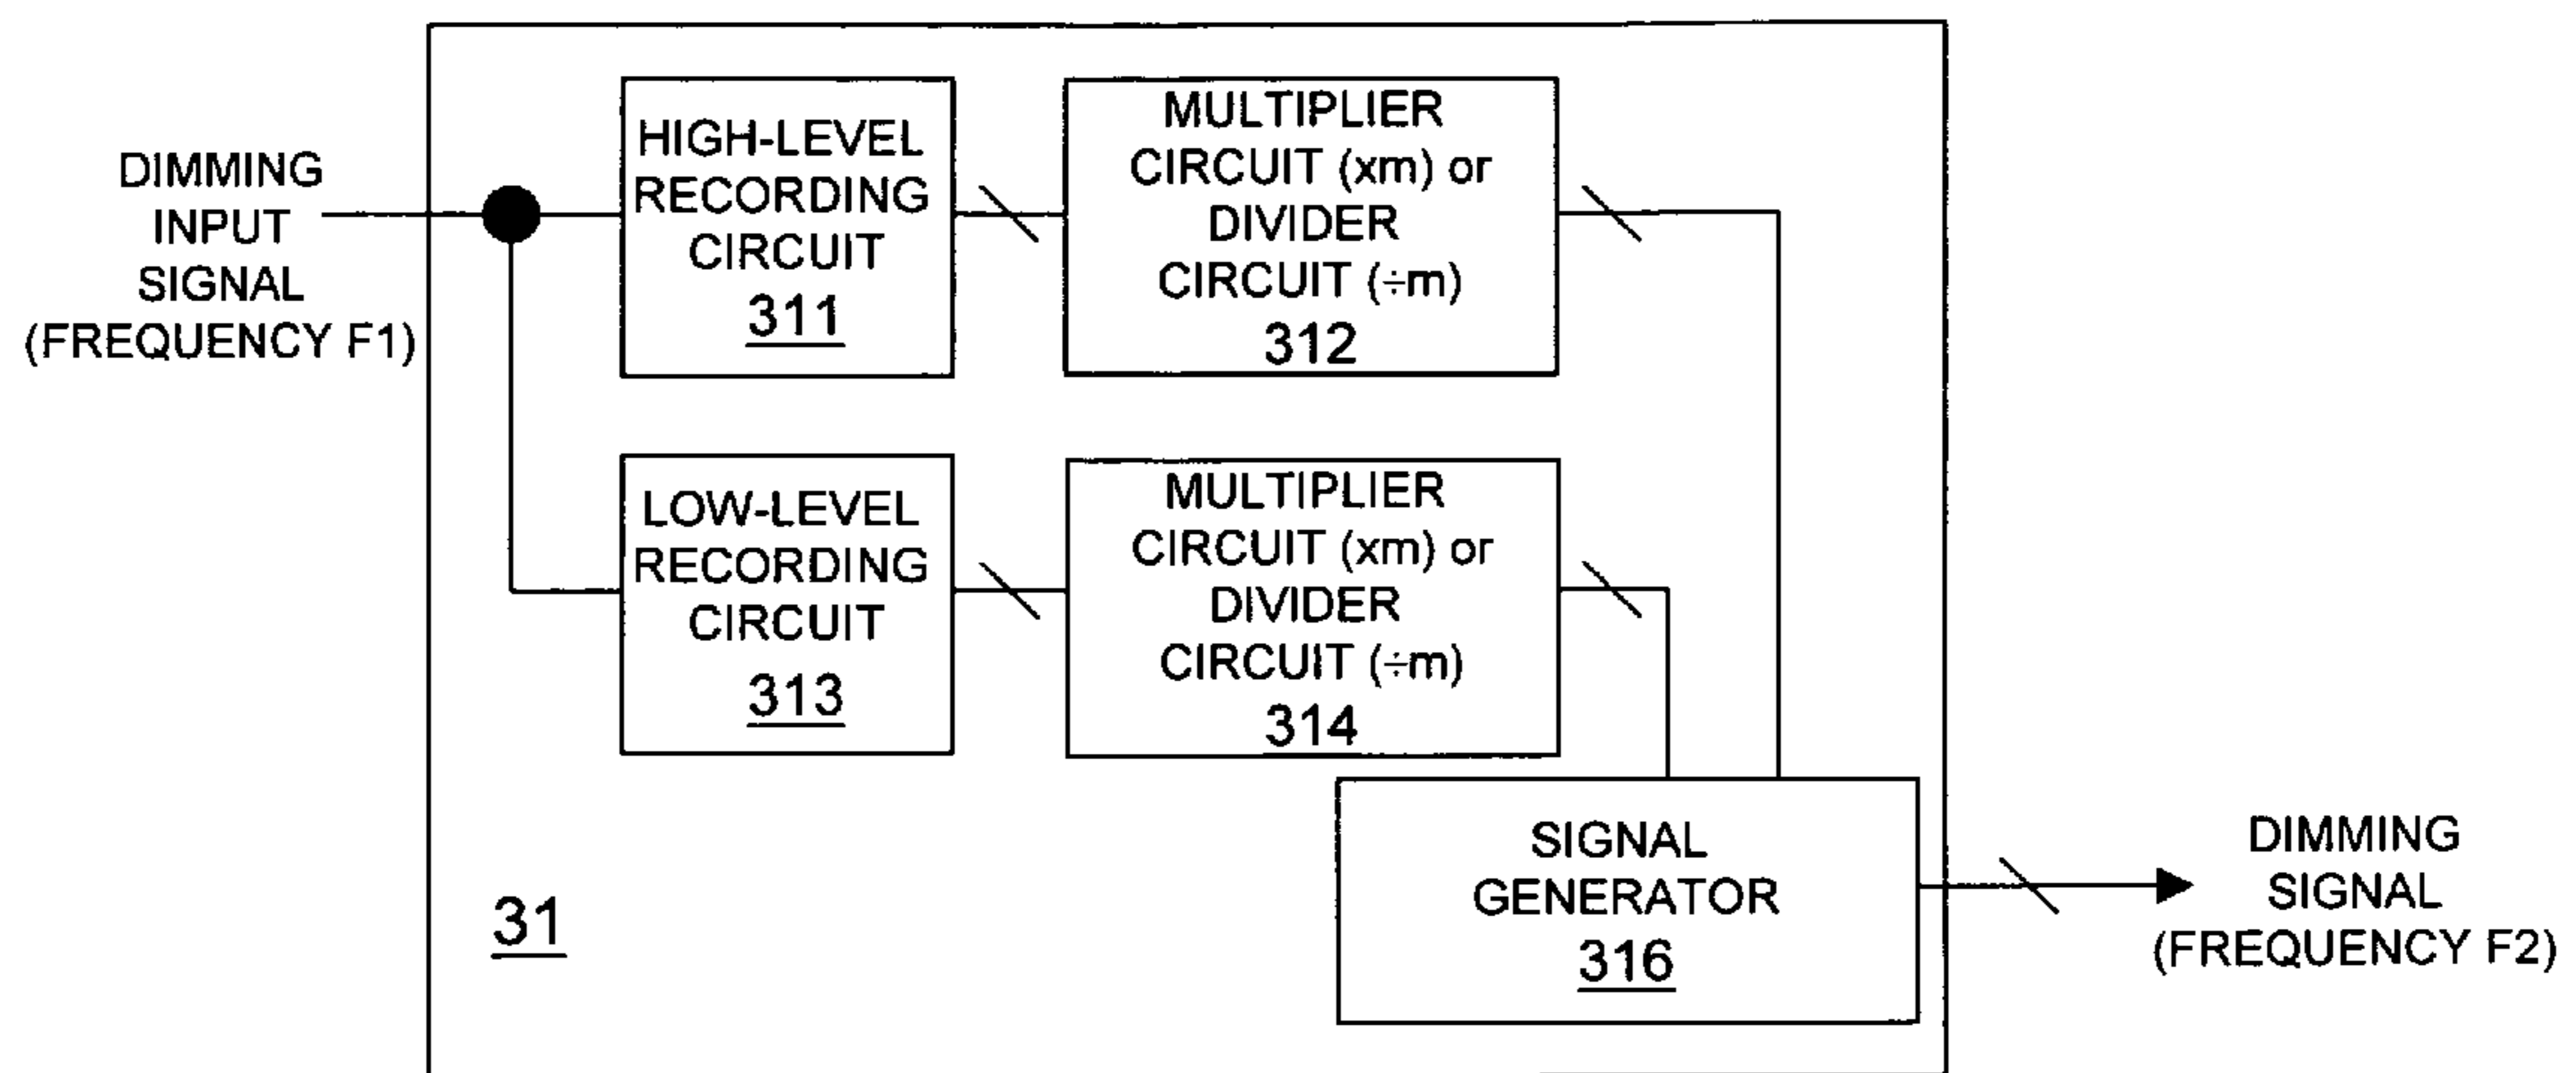 DIMMING
INPUT
SIGNAL
(FREQUENCY F1)
HIGH-LEVEL
RECORDING
CIRCUIT
311
MULTIPLIER
CIRCUIT (xm) or
DIVIDER
CIRCUIT (÷m)
312
LOW-LEVEL
RECORDING
CIRCUIT
313
MULTIPLIER
CIRCUIT (xm) or
DIVIDER
CIRCUIT (÷m)
314
31
SIGNAL
GENERATOR
316
DIMMING
SIGNAL
(FREQUENCY F2)